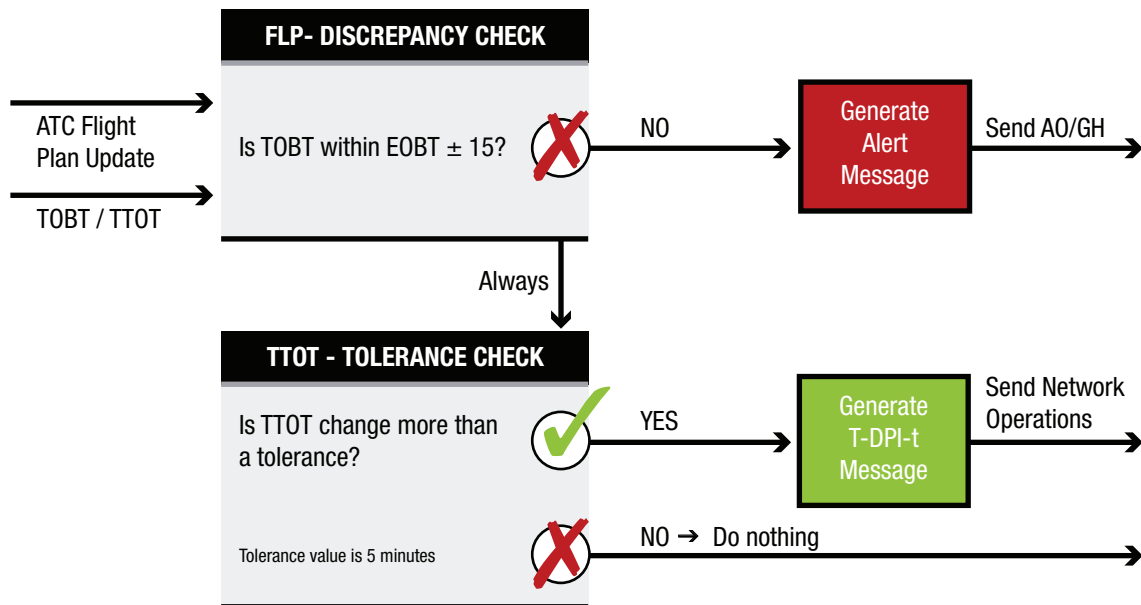 FLP- DISCREPANCY CHECK
ATC Flight
Plan Update
TOBT / TTOT
Is TOBT within EOBT ± 15?
NO
Generate
Alert
Message
Send AO/GH
Always
TTOT - TOLERANCE CHECK
Is TTOT change more than
a tolerance?
YES
Generate
T-DPI-t
Message
Send Network
Operations
Tolerance value is 5 minutes
NO → Do nothing